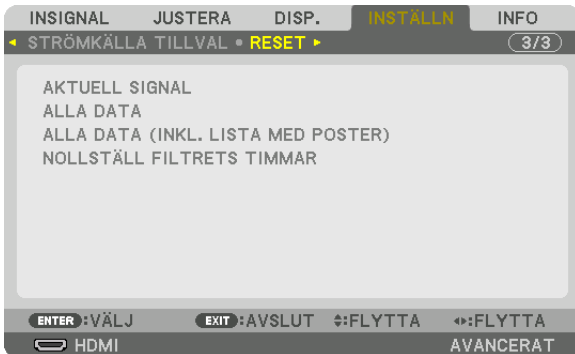 INSIGNAL JUSTERA DISP. INSTÄLLN INFO
STRÖMKÄLLA TILLVAL • RESET 3/3
AKTUELL SIGNAL
ALLA DATA
ALLA DATA (INKL. LISTA MED POSTER)
NOLLSTÄLL FILTRETS TIMMAR
ENTER :VÄLJ EXIT :AVSLUT :FLYTTA :FLYTTA
HDMI AVANCERAT